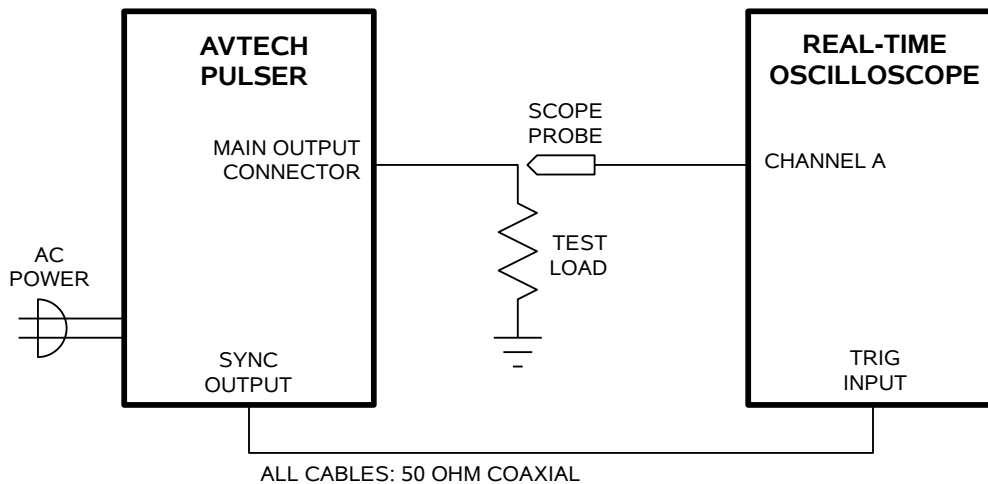 AVTECH
PULSER
REAL-TIME
OSCILLOSCOPE
SCOPE
PROBE
MAIN OUTPUT
CONNECTOR
CHANNEL A
TEST
LOAD
AC
POWER
SYNC
OUTPUT
TRIG
INPUT
ALL CABLES: 50 OHM COAXIAL